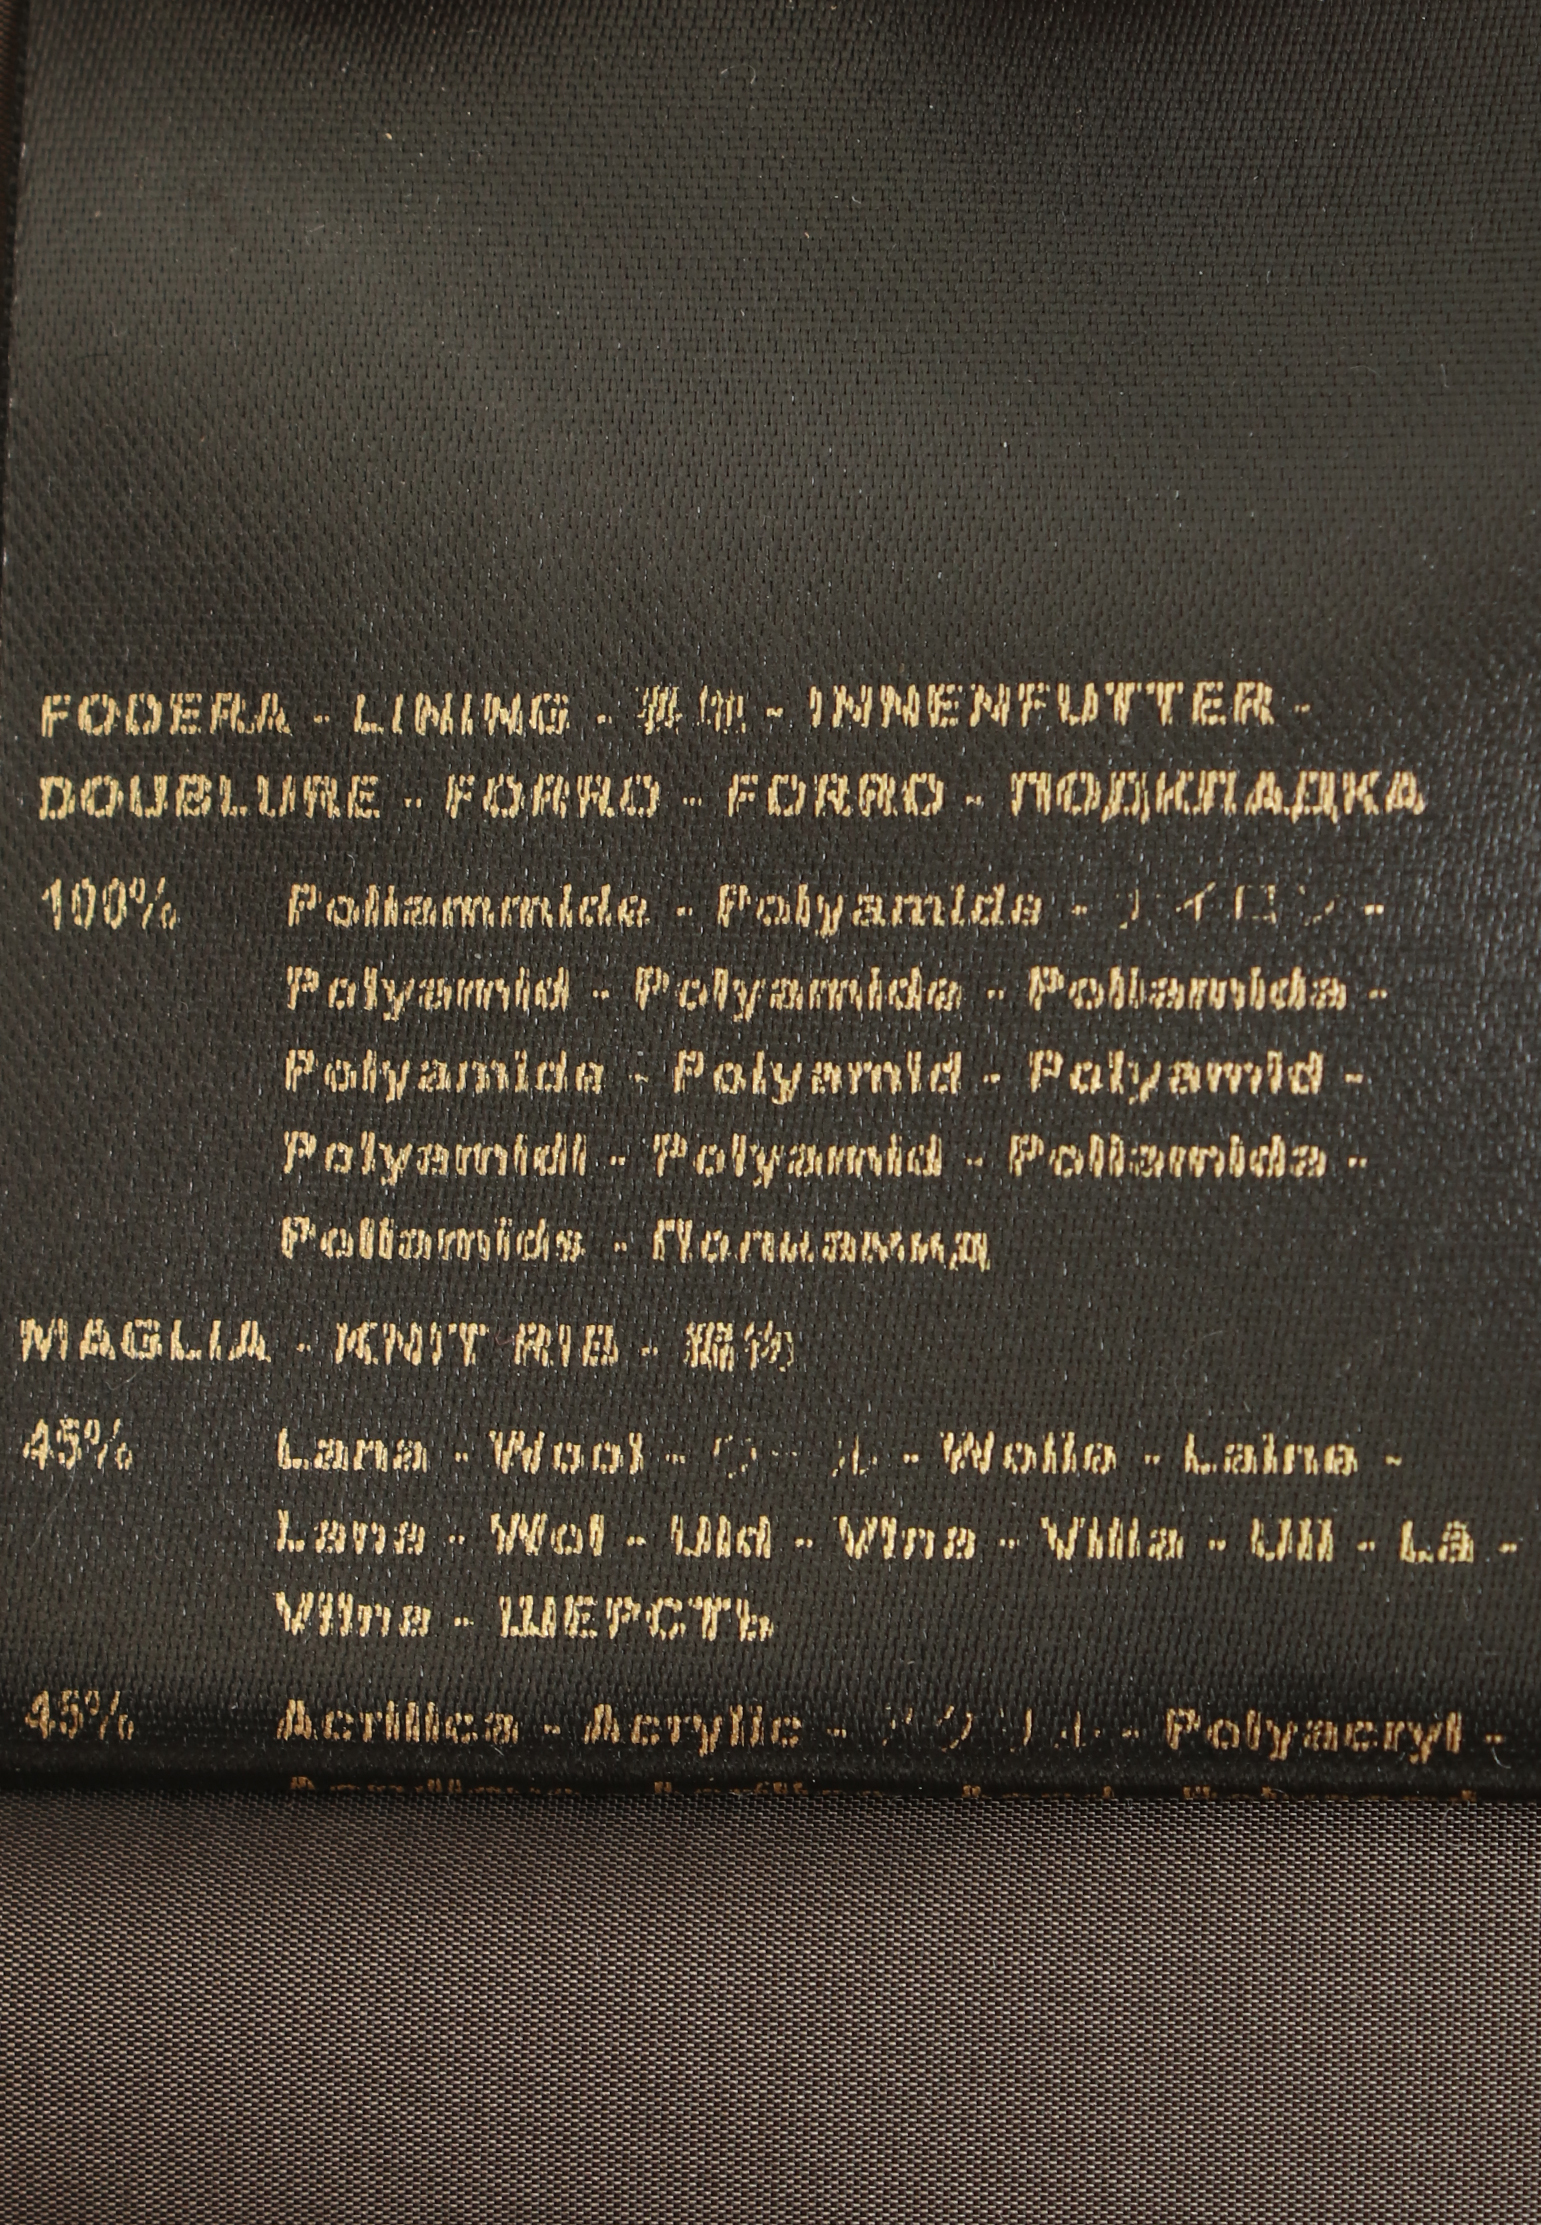 FODERA - LINING - 裏地 - INNENFUTTER -
DOUBLURE - FORRO - FORRO - ПОДКЛАДКА
100% Poliammide - Polyamide - ナイロン -
Polyamid - Polyamide - Poliamida -
Polyamide - Polyamid - Polyamid -
Polyamidi - Polyamid - Poliamida -
Poliamids - Полиамид
MAGLIA - KNIT RIB - 編物
45% Lana - Wool - ウール - Wolle - Laine -
Lana - Wol - Uld - Vlna - Villa - Ull - LÃ -
Vilna - ШЕРСТЬ
45% Acrilica - Acrylic - アクリル - Polyacryl -